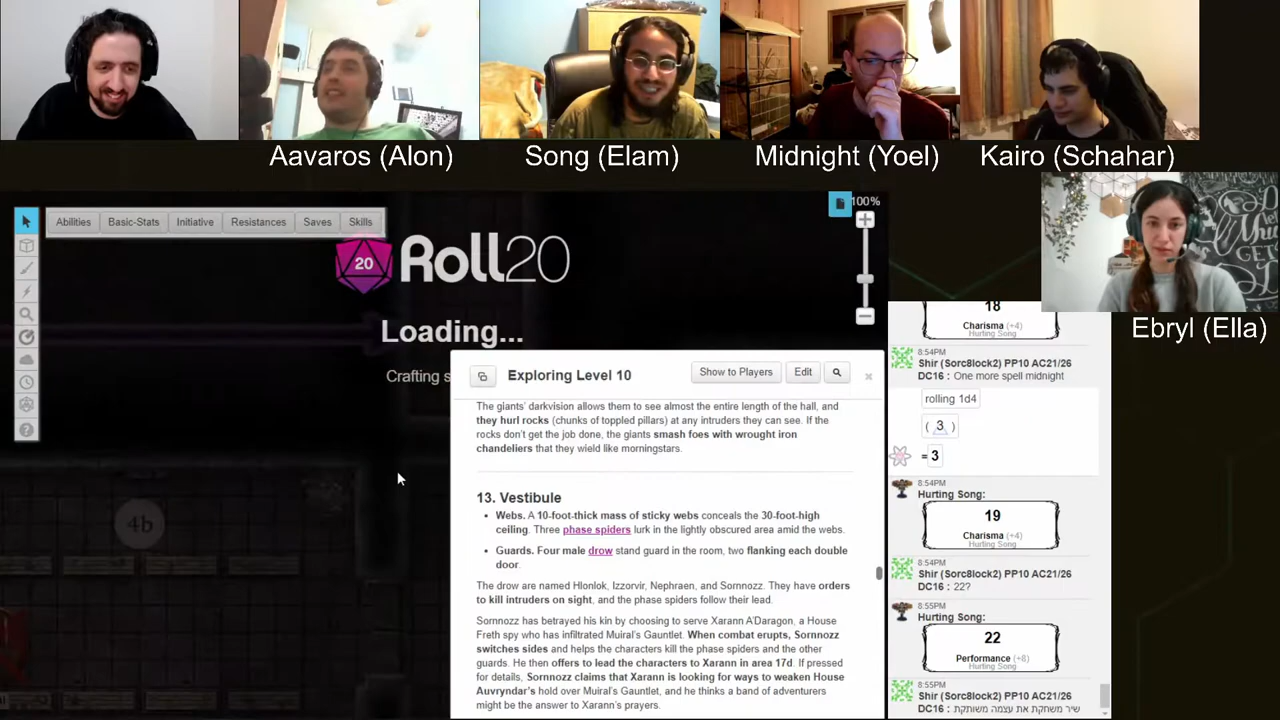 Aavaros (Alon)
Song (Elam)
Midnight (Yoel)
Kairo (Schahar)
Ebryl (Ella)
Abilities
Basic-Stats
Initiative
Resistances
Saves
Skills
100%
20
Roll20
Loading...
Crafting s
4b
Exploring Level 10
Show to Players
Edit
The giants' darkvision allows them to see almost the entire length of the hall, and
they hurl rocks (chunks of toppled pillars) at any intruders they can see. If the
rocks don't get the job done, the giants smash foes with wrought iron
chandeliers that they wield like morningstars.
13. Vestibule
• Webs. A 10-foot-thick mass of sticky webs conceals the 30-foot-high
ceiling. Three phase spiders lurk in the lightly obscured area amid the webs.
• Guards. Four male drow stand guard in the room, two flanking each double
door.
The drow are named Hlonlok, Izzorvir, Nephraen, and Sornnozz. They have orders
to kill intruders on sight, and the phase spiders follow their lead.
Sornnozz has betrayed his kin by choosing to serve Xarann A'Daragon, a House
Freth spy who has infiltrated Muiral's Gauntlet. When combat erupts, Sornnozz
switches sides and helps the characters kill the phase spiders and the other
guards. He then offers to lead the characters to Xarann in area 17d. If pressed
for details, Sornnozz claims that Xarann is looking for ways to weaken House
Auvryndar's hold over Muiral's Gauntlet, and he thinks a band of adventurers
might be the answer to Xarann's prayers.
18
Charisma (+4)
Hurting Song
8:54PM
Shir (Sorc8lock2) PP10 AC21/26
DC16 : One more spell midnight
rolling 1d4
( 3 )
=3
8:54PM
Hurting Song:
19
Charisma (+4)
Hurting Song
8:54PM
Shir (Sorc8lock2) PP10 AC21/26
DC16 : 22?
8:55PM
Hurting Song:
22
Performance (+8)
Hurting Song
8:55PM
Shir (Sorc8lock2) PP10 AC21/26
DC16 : שיר משחקת את עצמה משותקת